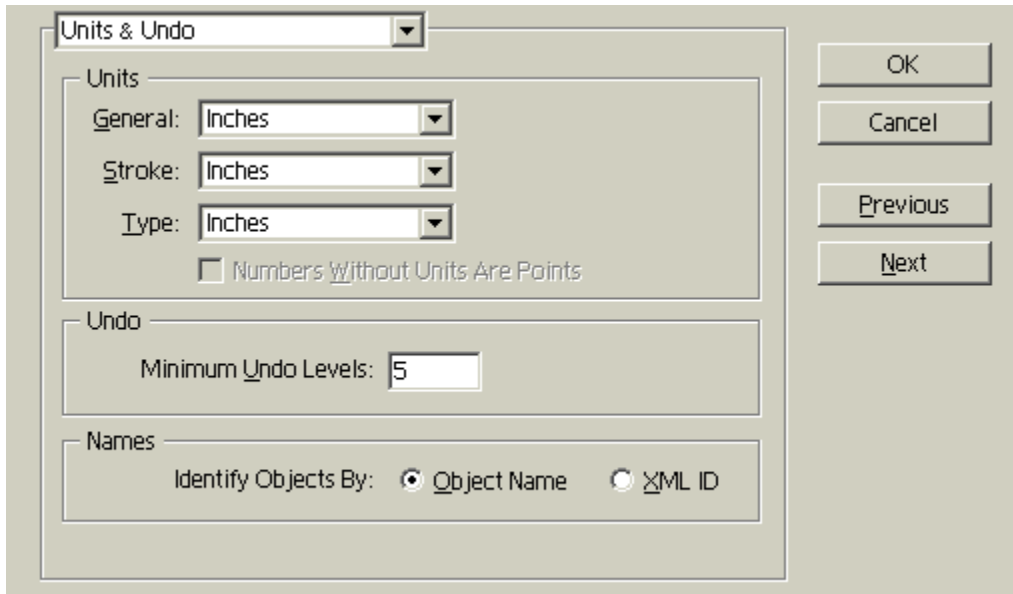 Units & Undo
Units
General: Inches
Stroke: Inches
Type: Inches
Numbers Without Units Are Points
Undo
Minimum Undo Levels: 5
Names
Identify Objects By: Object Name XML ID
OK
Cancel
Previous
Next